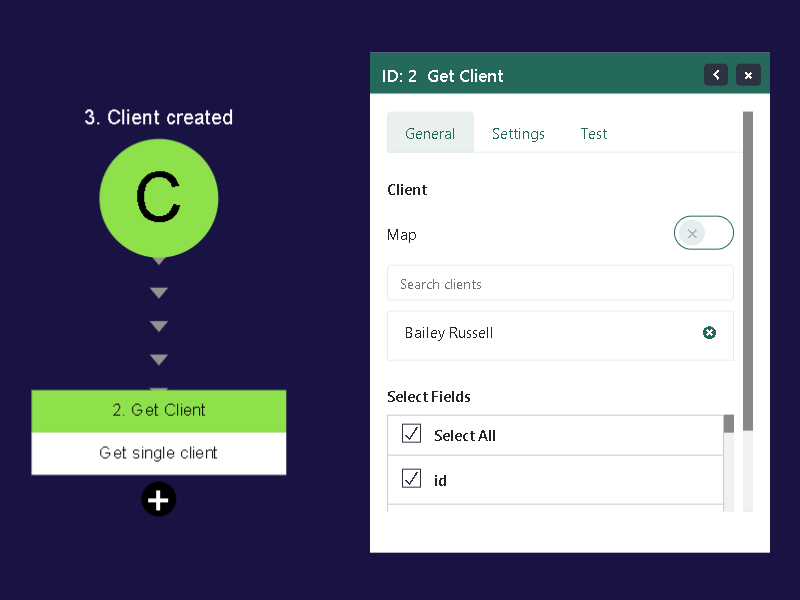 3. Client created
C
2. Get Client
Get single client
ID: 2 Get Client
General Settings Test
Client
Map
Search clients
Bailey Russell
Select Fields
Select All
id